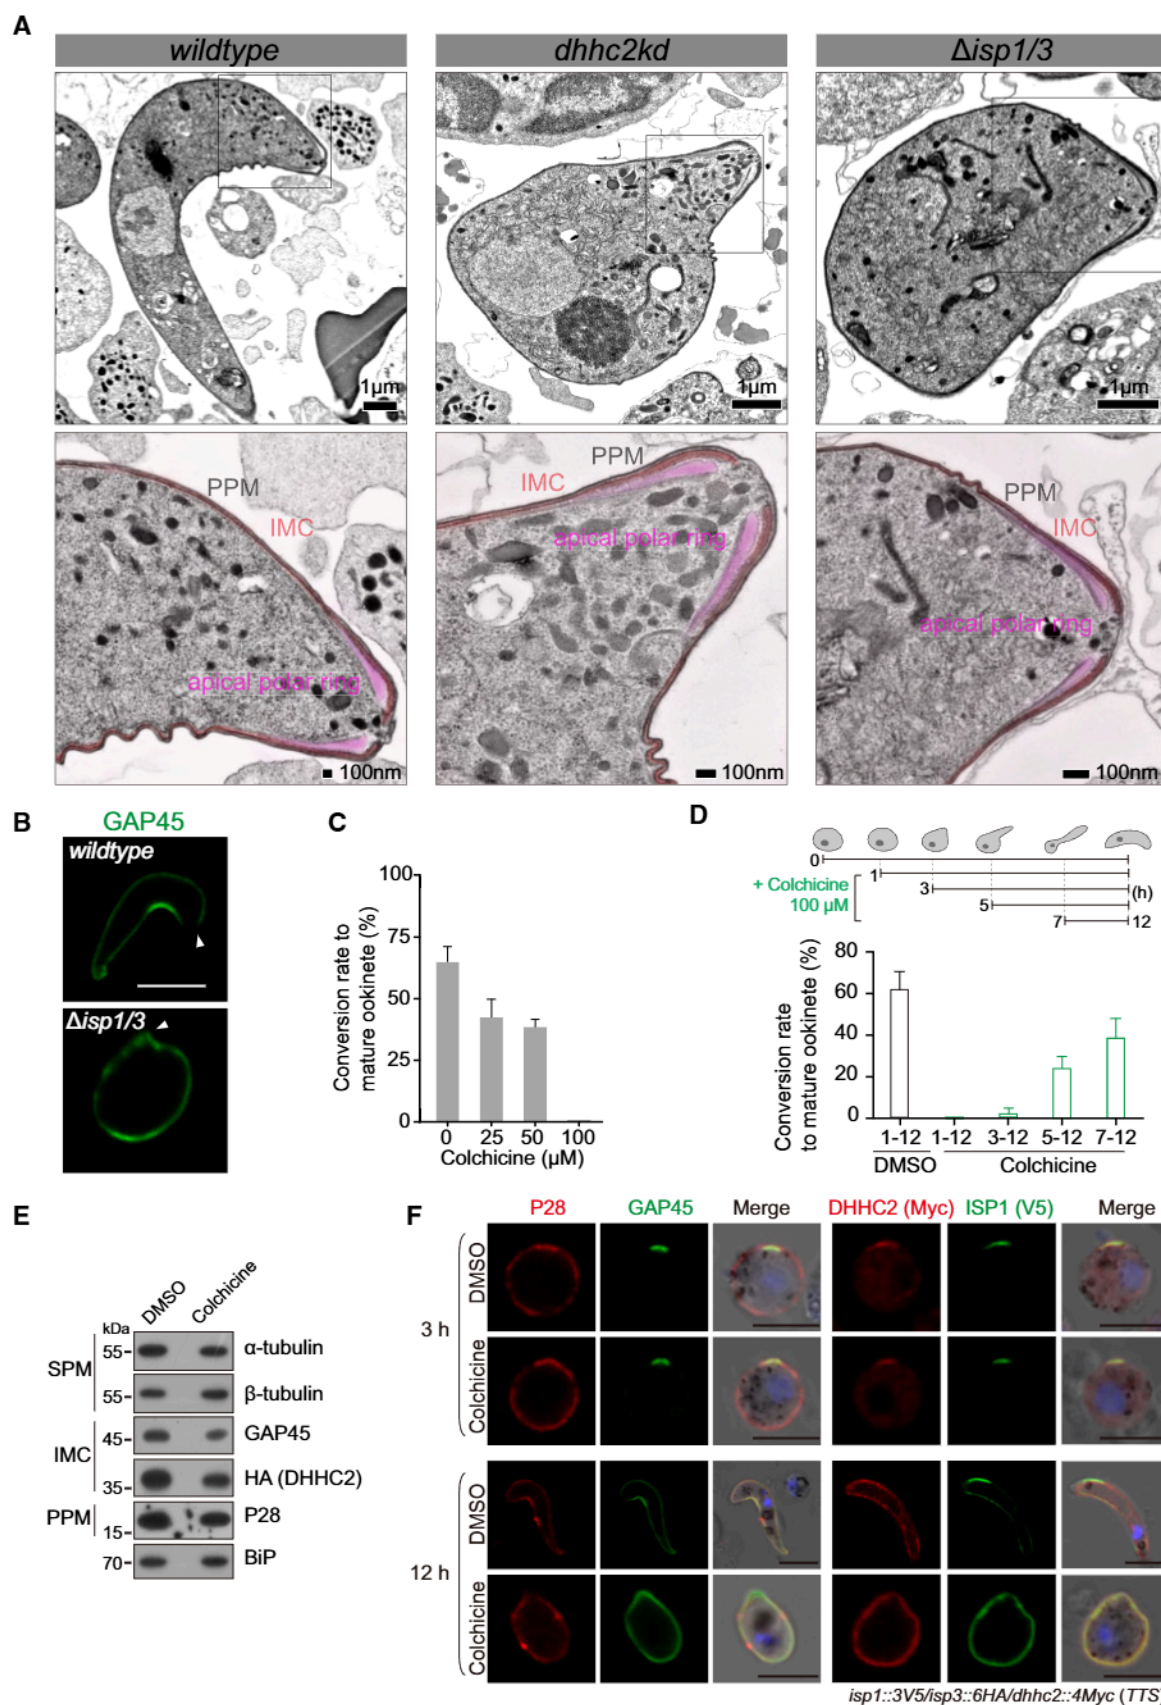 A
wildtype
dhhc2kd
Δisp1/3
1μm
1μm
1μm
PPM
IMC
apical polar ring
100nm
PPM
IMC
apical polar ring
100nm
PPM
IMC
apical polar ring
100nm
B
GAP45
wildtype
Δisp1/3
C
Conversion rate to
mature ookinete (%)
100
75
50
25
0
0 25 50 100
Colchicine (μM)
D
0
1
3
5
7
12
(h)
+ Colchicine
100 μM
Conversion rate
to mature ookinete (%)
80
60
40
20
0
1-12 1-12 3-12 5-12 7-12
DMSO Colchicine
E
DMSO Colchicine
kDa
SPM
55 α-tubulin
55 β-tubulin
IMC
45 GAP45
35 HA (DHHC2)
PPM
15 P28
70 BiP
F
P28 GAP45 Merge DHHC2 (Myc) ISP1 (V5) Merge
3 h
DMSO
Colchicine
12 h
DMSO
Colchicine
isp1::3V5/isp3::6HA/dhhc2::4Myc (TTS)